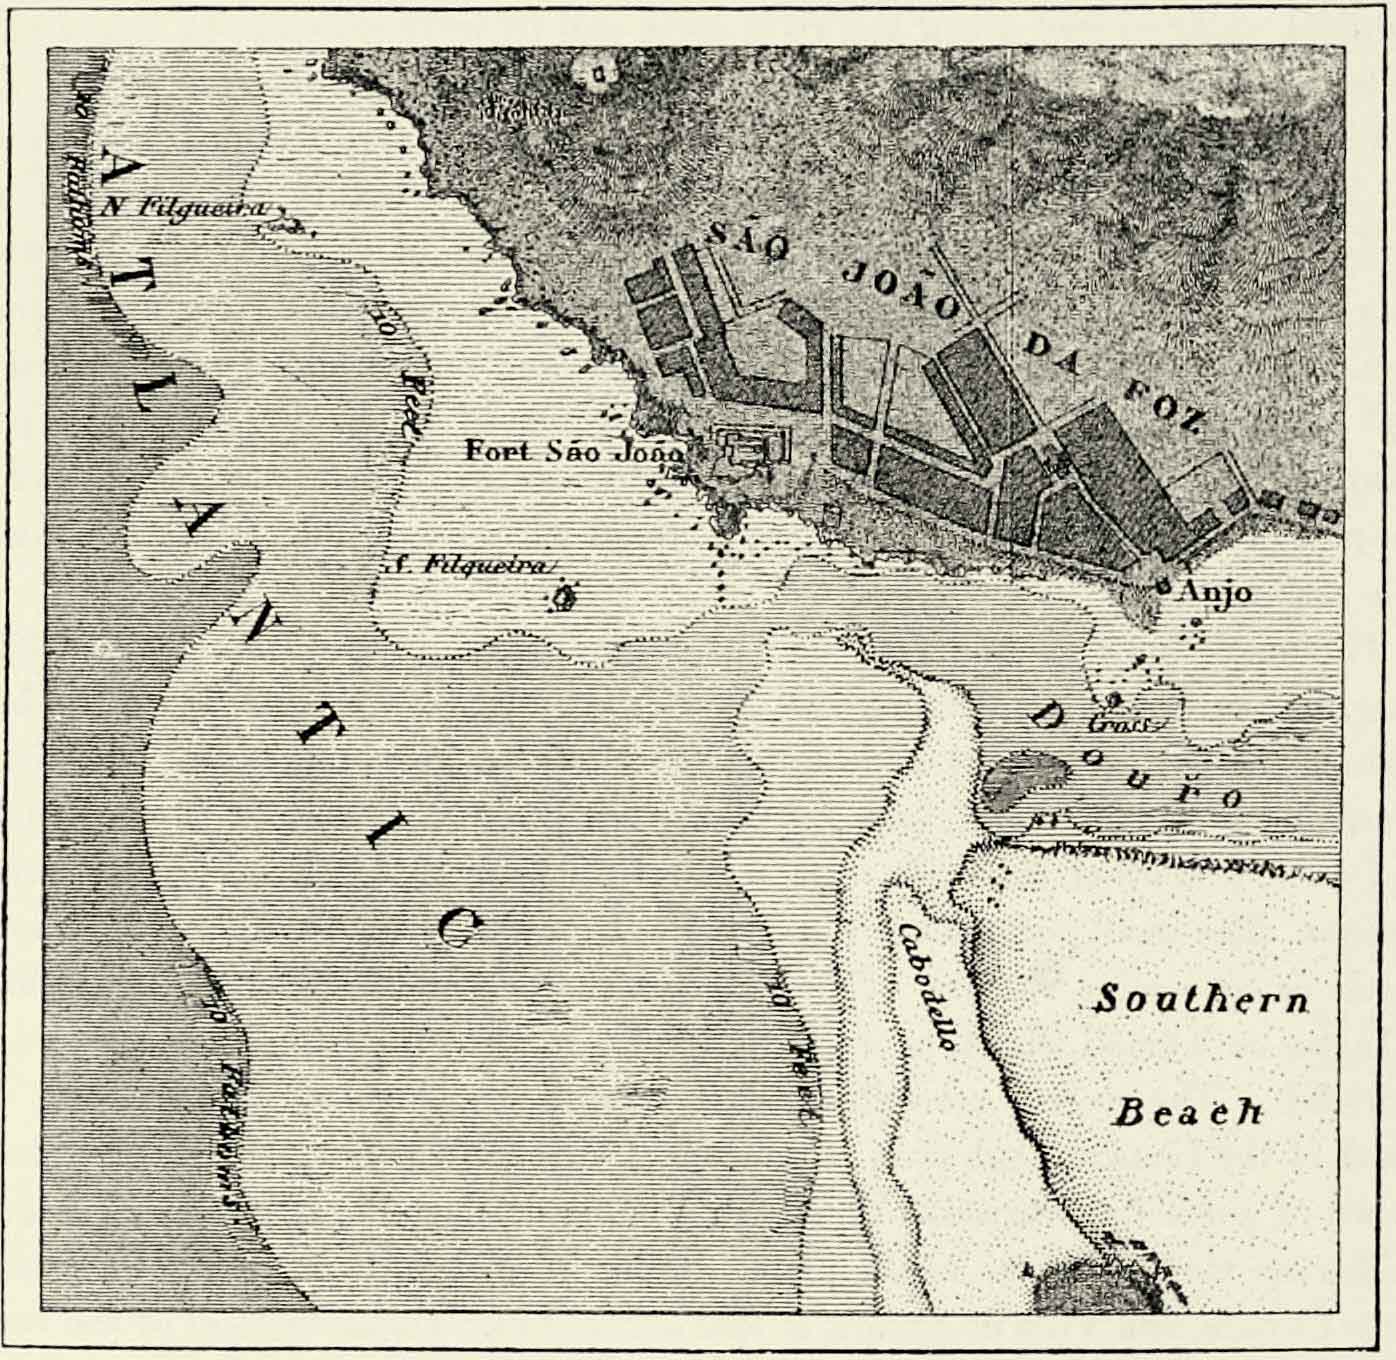 10 Fathoms
N Filgueira
SÃO JOÃO DA FOZ
10 Feet
Fort São João
S. Filgueira
Anjo
Cross
DOURO
ATLANTIC
Cabodello
10 Feet
10 Fathoms
Southern
Beach